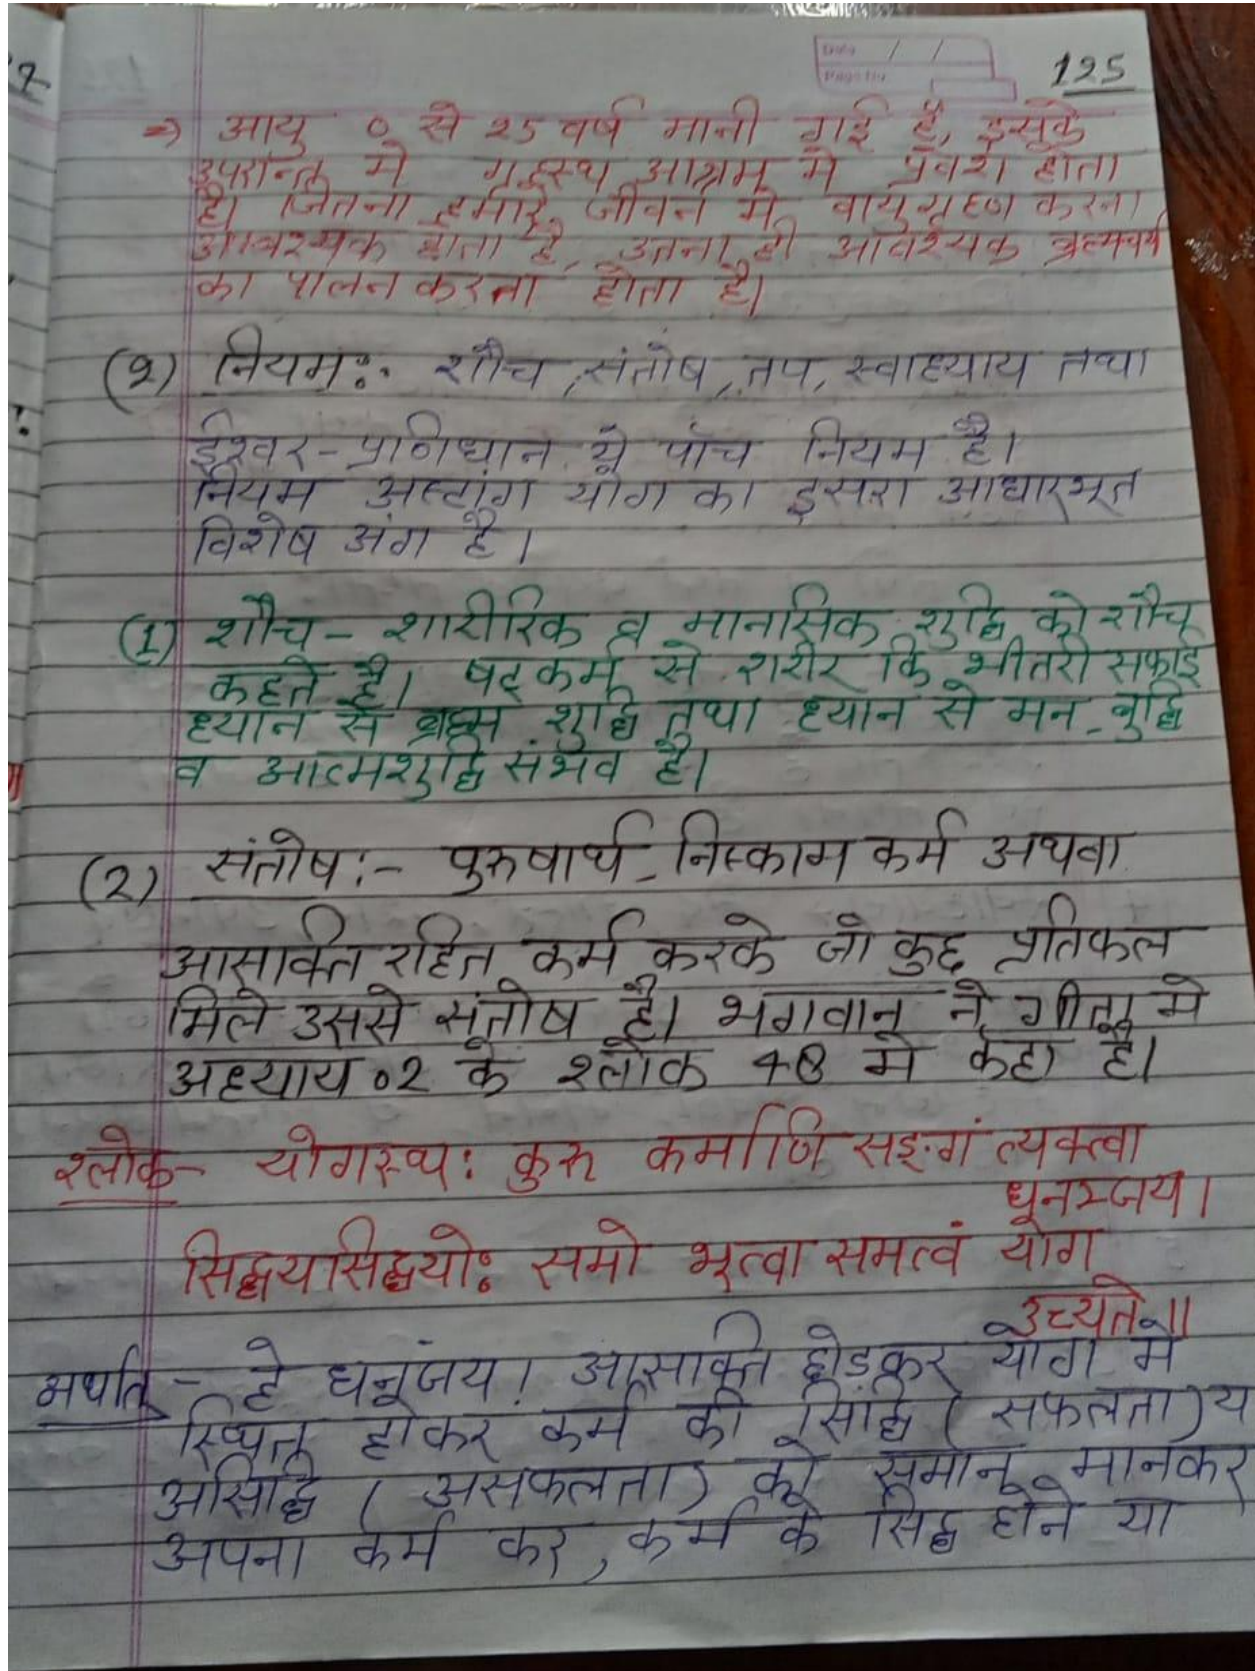 125
⇒ आयु 0 से 25 वर्ष मानी गई है, इसके
उपरान्त मे गृहस्थ आश्रम मे प्रवेश होता
है। जितना हमारे जीवन मे वायु ग्रहण करना
आवश्यक होता है, उतना ही आवश्यक ब्रह्मचर्य
का पालन करना होता है।
(2) नियम:- शौच, संतोष, तप, स्वाध्याय तथा
ईश्वर-प्रणिधान ये पाँच नियम है।
नियम अष्टांग योग का दूसरा आधारभूत
विशेष अंग है।
(1) शौच - शारीरिक व मानसिक शुद्धि को शौच
कहते है। षट्कर्म से शरीर कि भीतरी सफाई
ध्यान से ब्रह्म शुद्धि तथा ध्यान से मन, बुद्धि
व आत्मशुद्धि संभव है।
(2) संतोष:- पुरुषार्थ, निष्काम कर्म अथवा
आसाक्ति रहित कर्म करके जो कुछ प्रतिफल
मिले उससे संतोष है। भगवान् ने गीता मे
अध्याय 02 के श्लोक 48 मे कहा है।
श्लोक- योगस्थ: कुरु कर्माणि सङ्गं त्यक्त्वा
धनञ्जय।
सिद्धयसिद्धयो: समो भूत्वा समत्वं योग
उच्यते॥
अर्थात् - हे धनंजय! आसाक्ति छोड़कर योग मे
स्थित होकर कर्म की सिद्धि (सफलता) य
असिद्धि (असफलता) को समान मानकर
अपना कर्म कर, कर्म के सिद्ध होने या